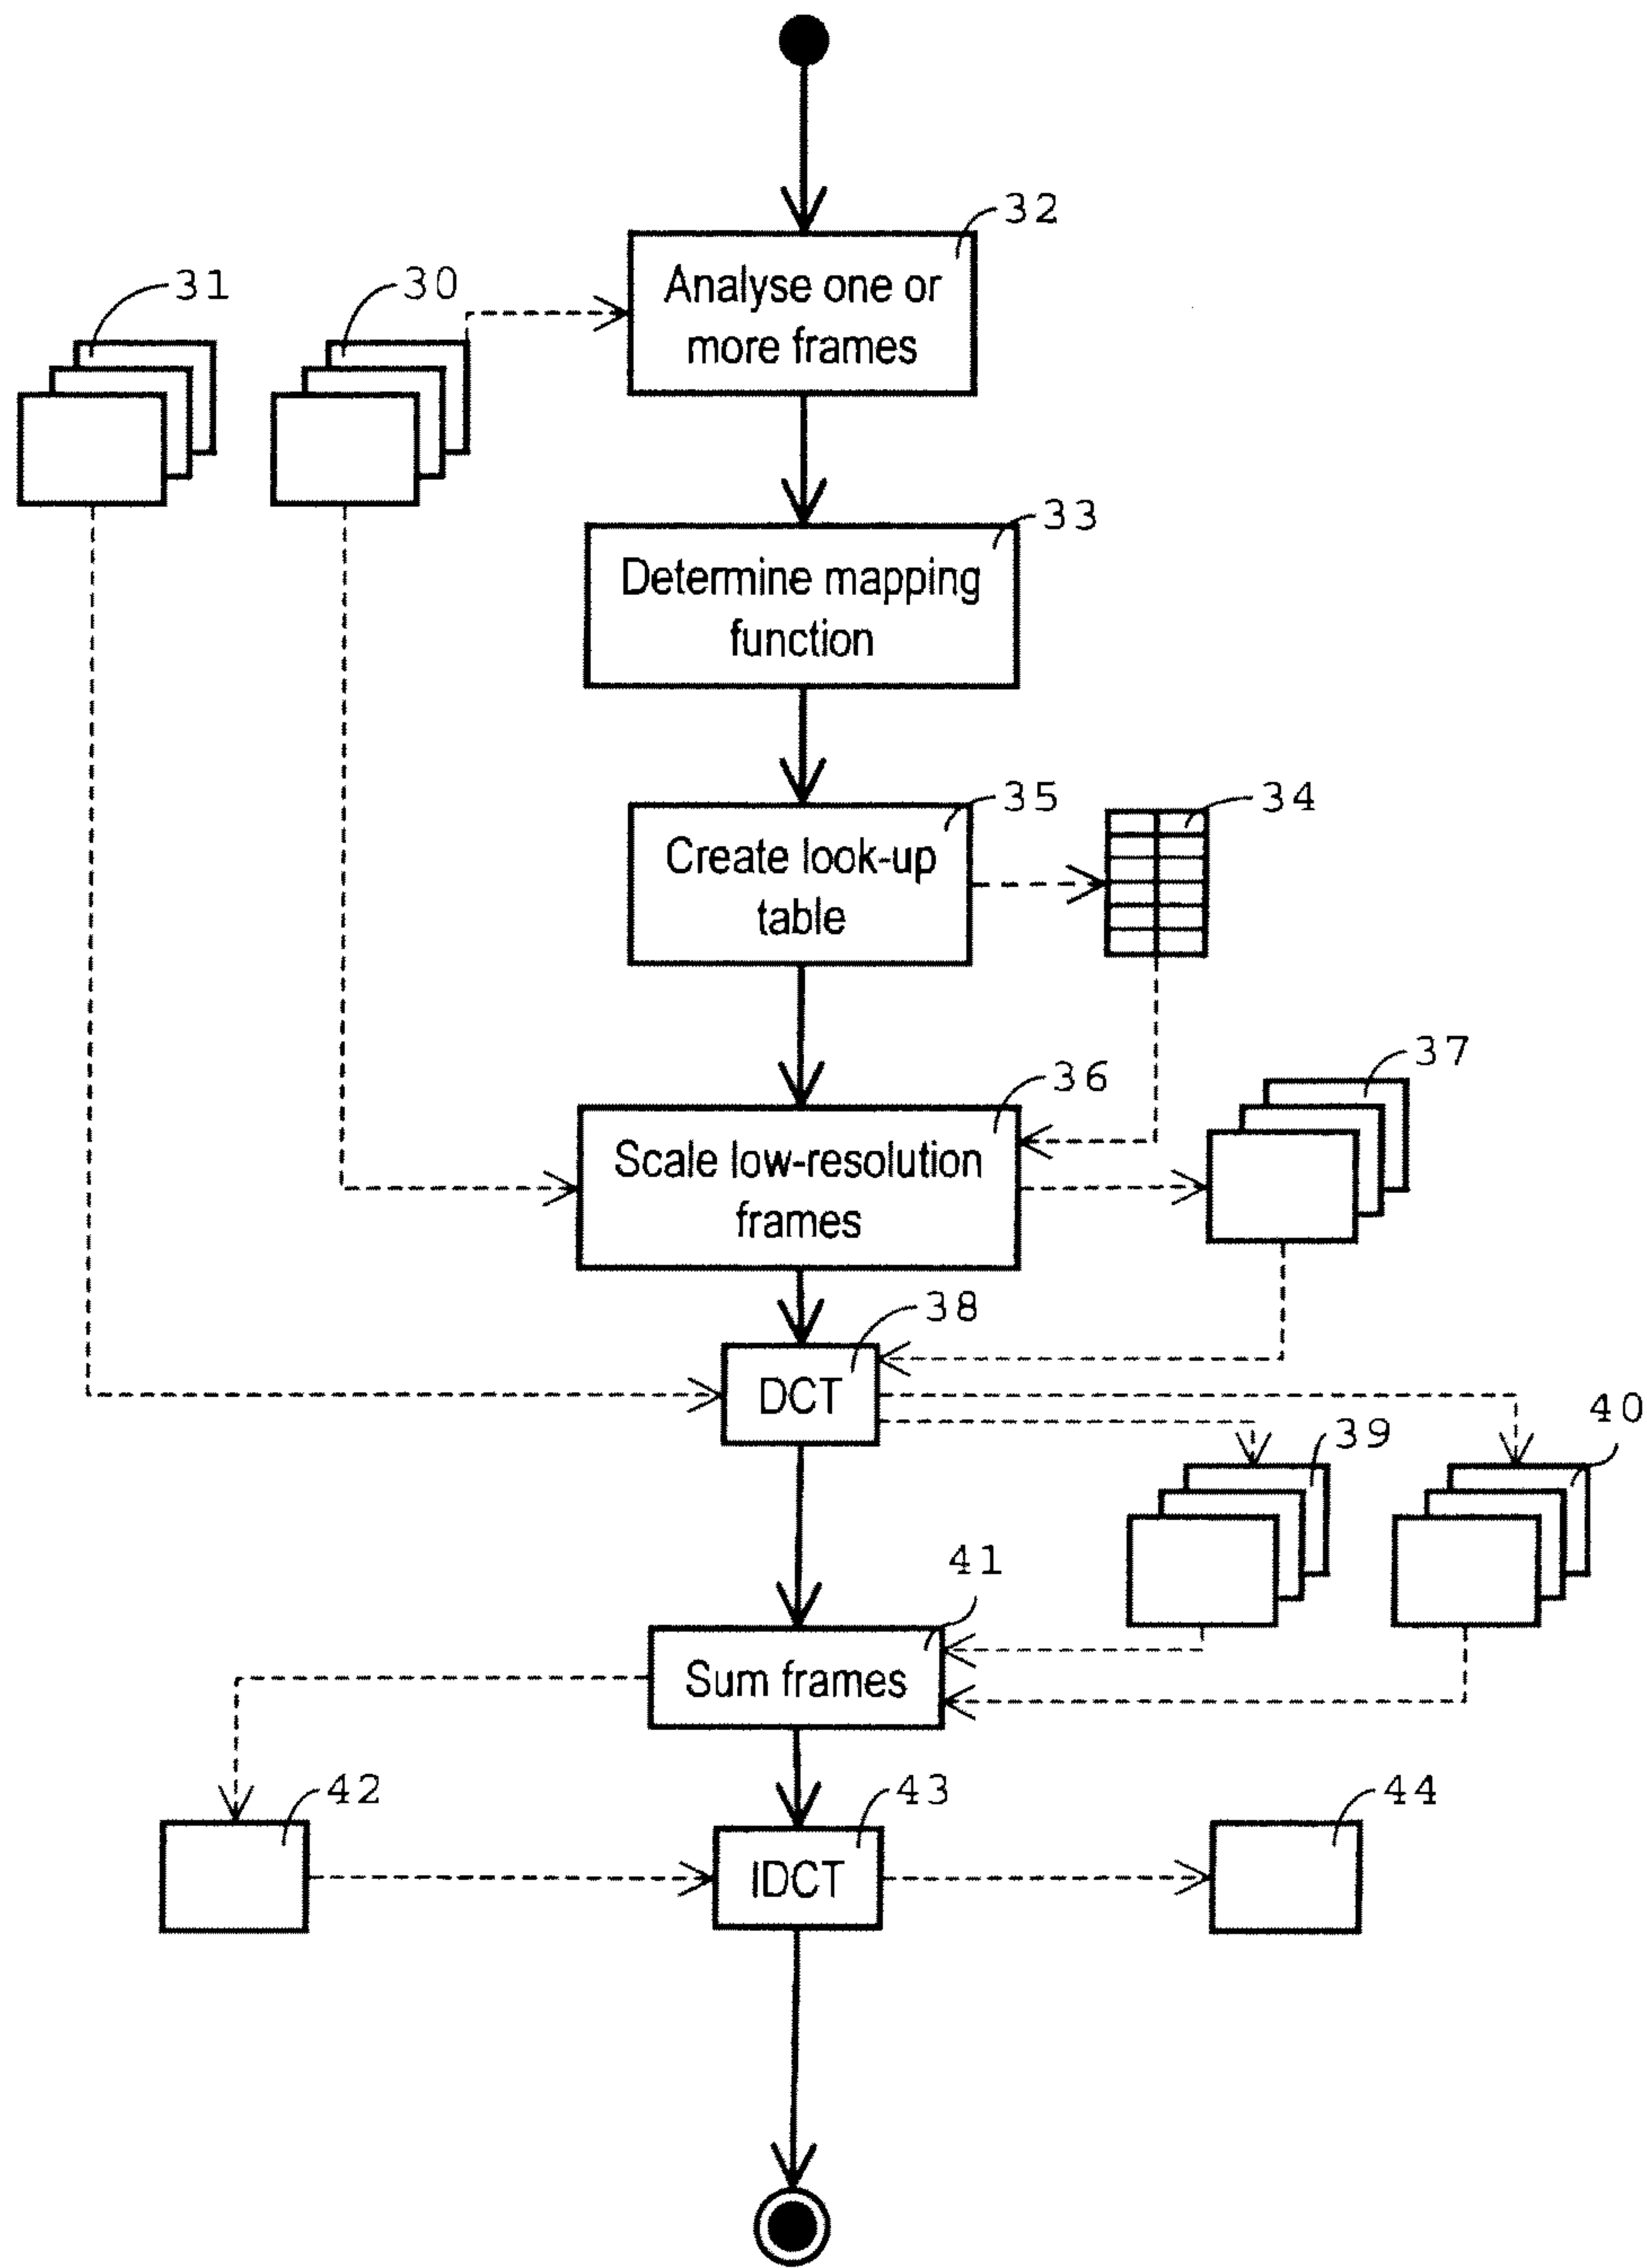 32
31
30
Analyse one or
more frames
33
Determine mapping
function
35
34
Create look-up
table
37
36
Scale low-resolution
frames
38
DCT
40
39
41
Sum frames
42
43
44
IDCT